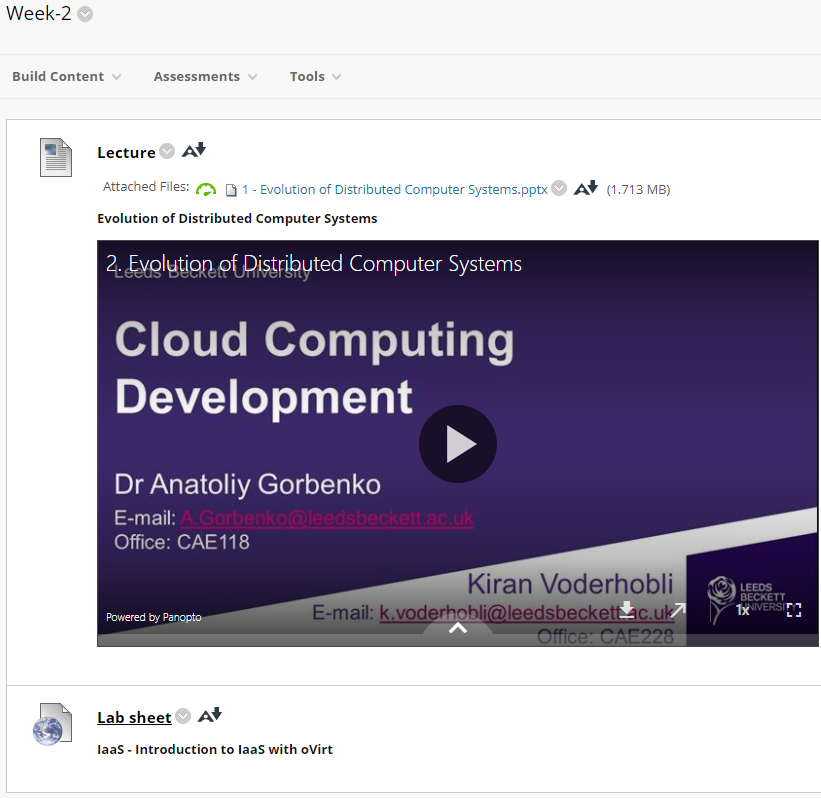 Week-2
Build Content
Assessments
Tools
Lecture
Attached Files: 1 - Evolution of Distributed Computer Systems.pptx (1.713 MB)
Evolution of Distributed Computer Systems
2. Evolution of Distributed Computer Systems
Leeds Beckett University
Cloud Computing
Development
Dr Anatoliy Gorbenko
E-mail: A.Gorbenko@leedsbeckett.ac.uk
Office: CAE118
Kiran Voderhobli
E-mail: k.voderhobli@leedsbeckett.ac.uk
Office: CAE228
LEEDS
BECKETT
UNIVERSITY
Powered by Panopto
1x
Lab sheet
IaaS - Introduction to IaaS with oVirt